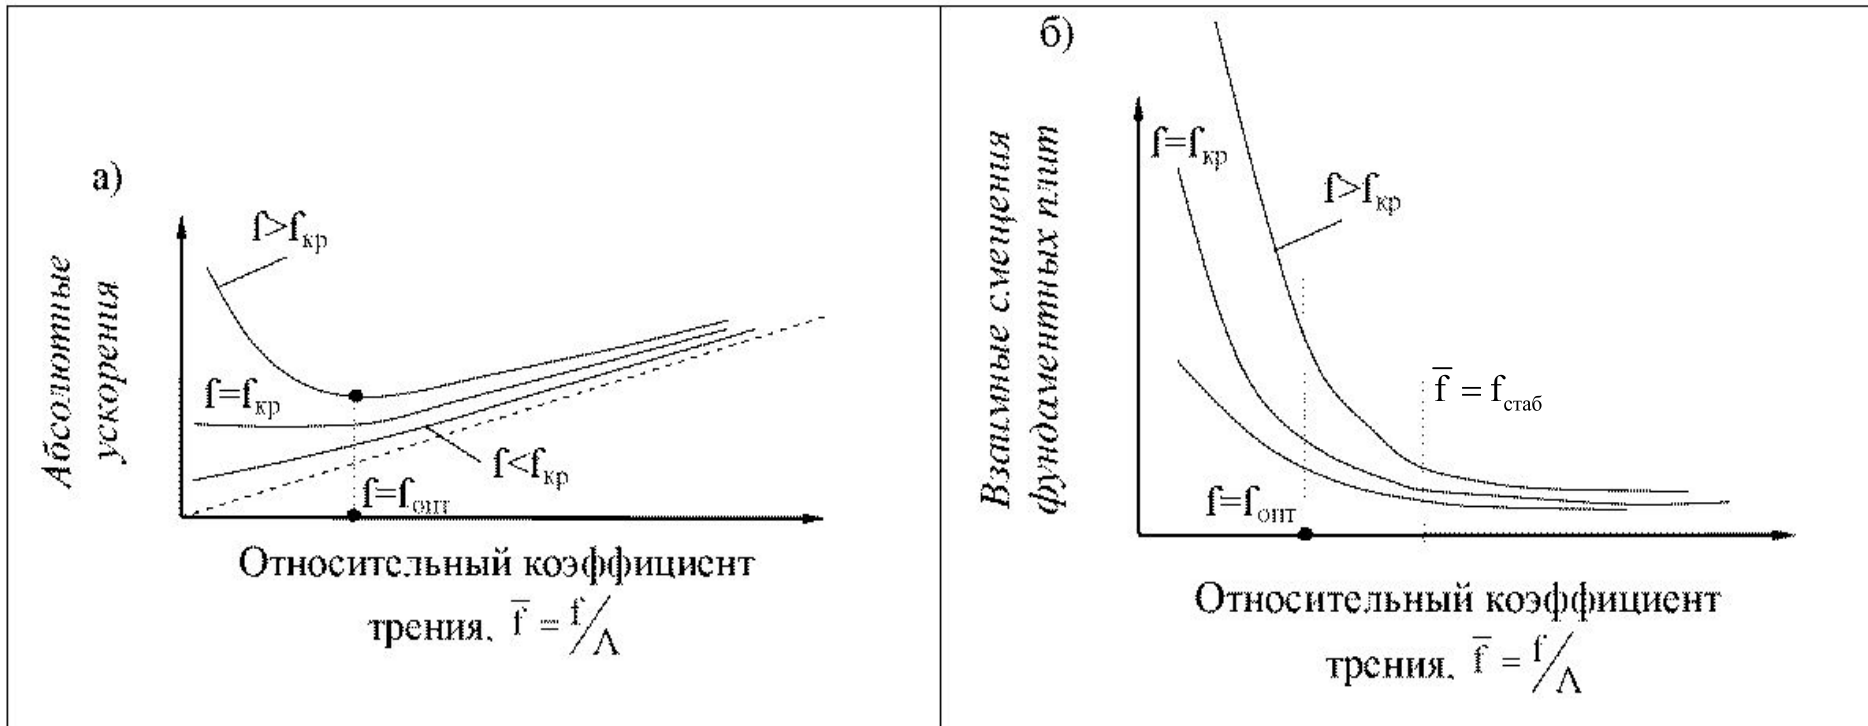 а)
Абсолютные
ускорения
f>fкр
f=fкр
f<fкр
f=fопт
Относительный коэффициент
трения, f̅ = f/Λ
б)
Взаимные смещения
фундаментных плит
f=fкр
f>fкр
f̅ = fстаб
f=fопт
Относительный коэффициент
трения, f̅ = f/Λ